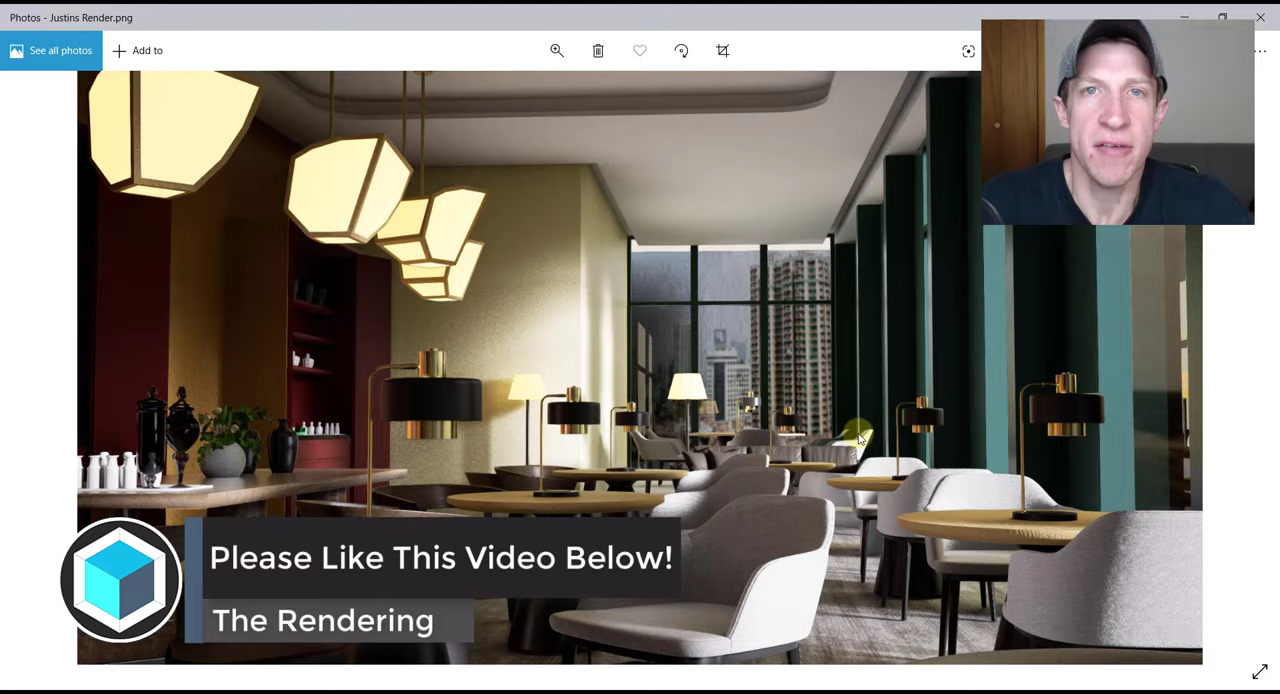 Photos - Justins Render.png
See all photos
Add to
Please Like This Video Below!
The Rendering